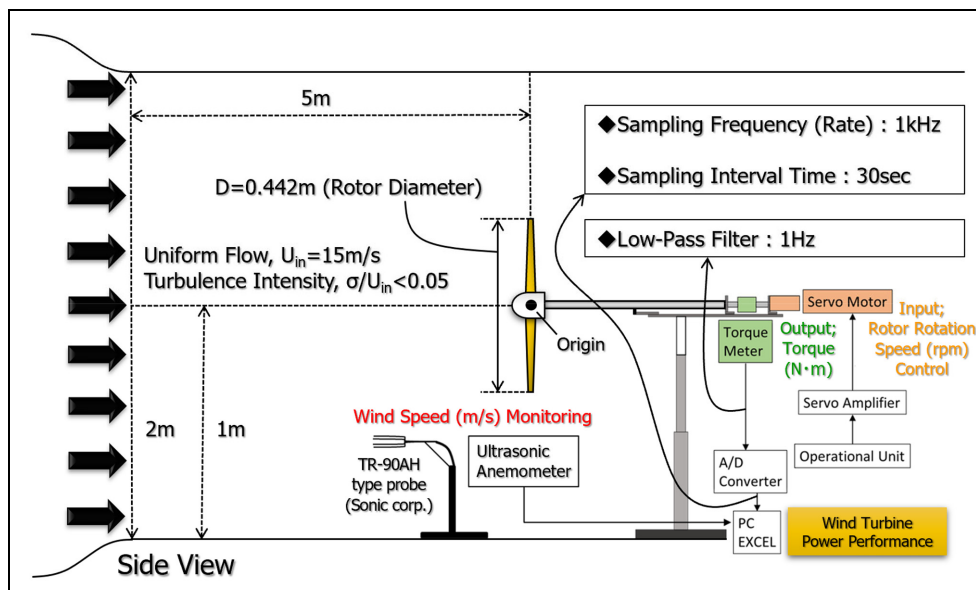 5m
◆Sampling Frequency (Rate) : 1kHz
◆Sampling Interval Time : 30sec
D=0.442m (Rotor Diameter)
◆Low-Pass Filter : 1Hz
Uniform Flow, Uin=15m/s
Turbulence Intensity, σ/Uin<0.05
Origin
Servo Motor
Torque
Meter
Output;
Torque
(N·m)
Input;
Rotor Rotation
Speed (rpm)
Control
2m
1m
Wind Speed (m/s) Monitoring
Servo Amplifier
TR-90AH
type probe
(Sonic corp.)
Ultrasonic
Anemometer
A/D
Converter
Operational Unit
PC
EXCEL
Wind Turbine
Power Performance
Side View